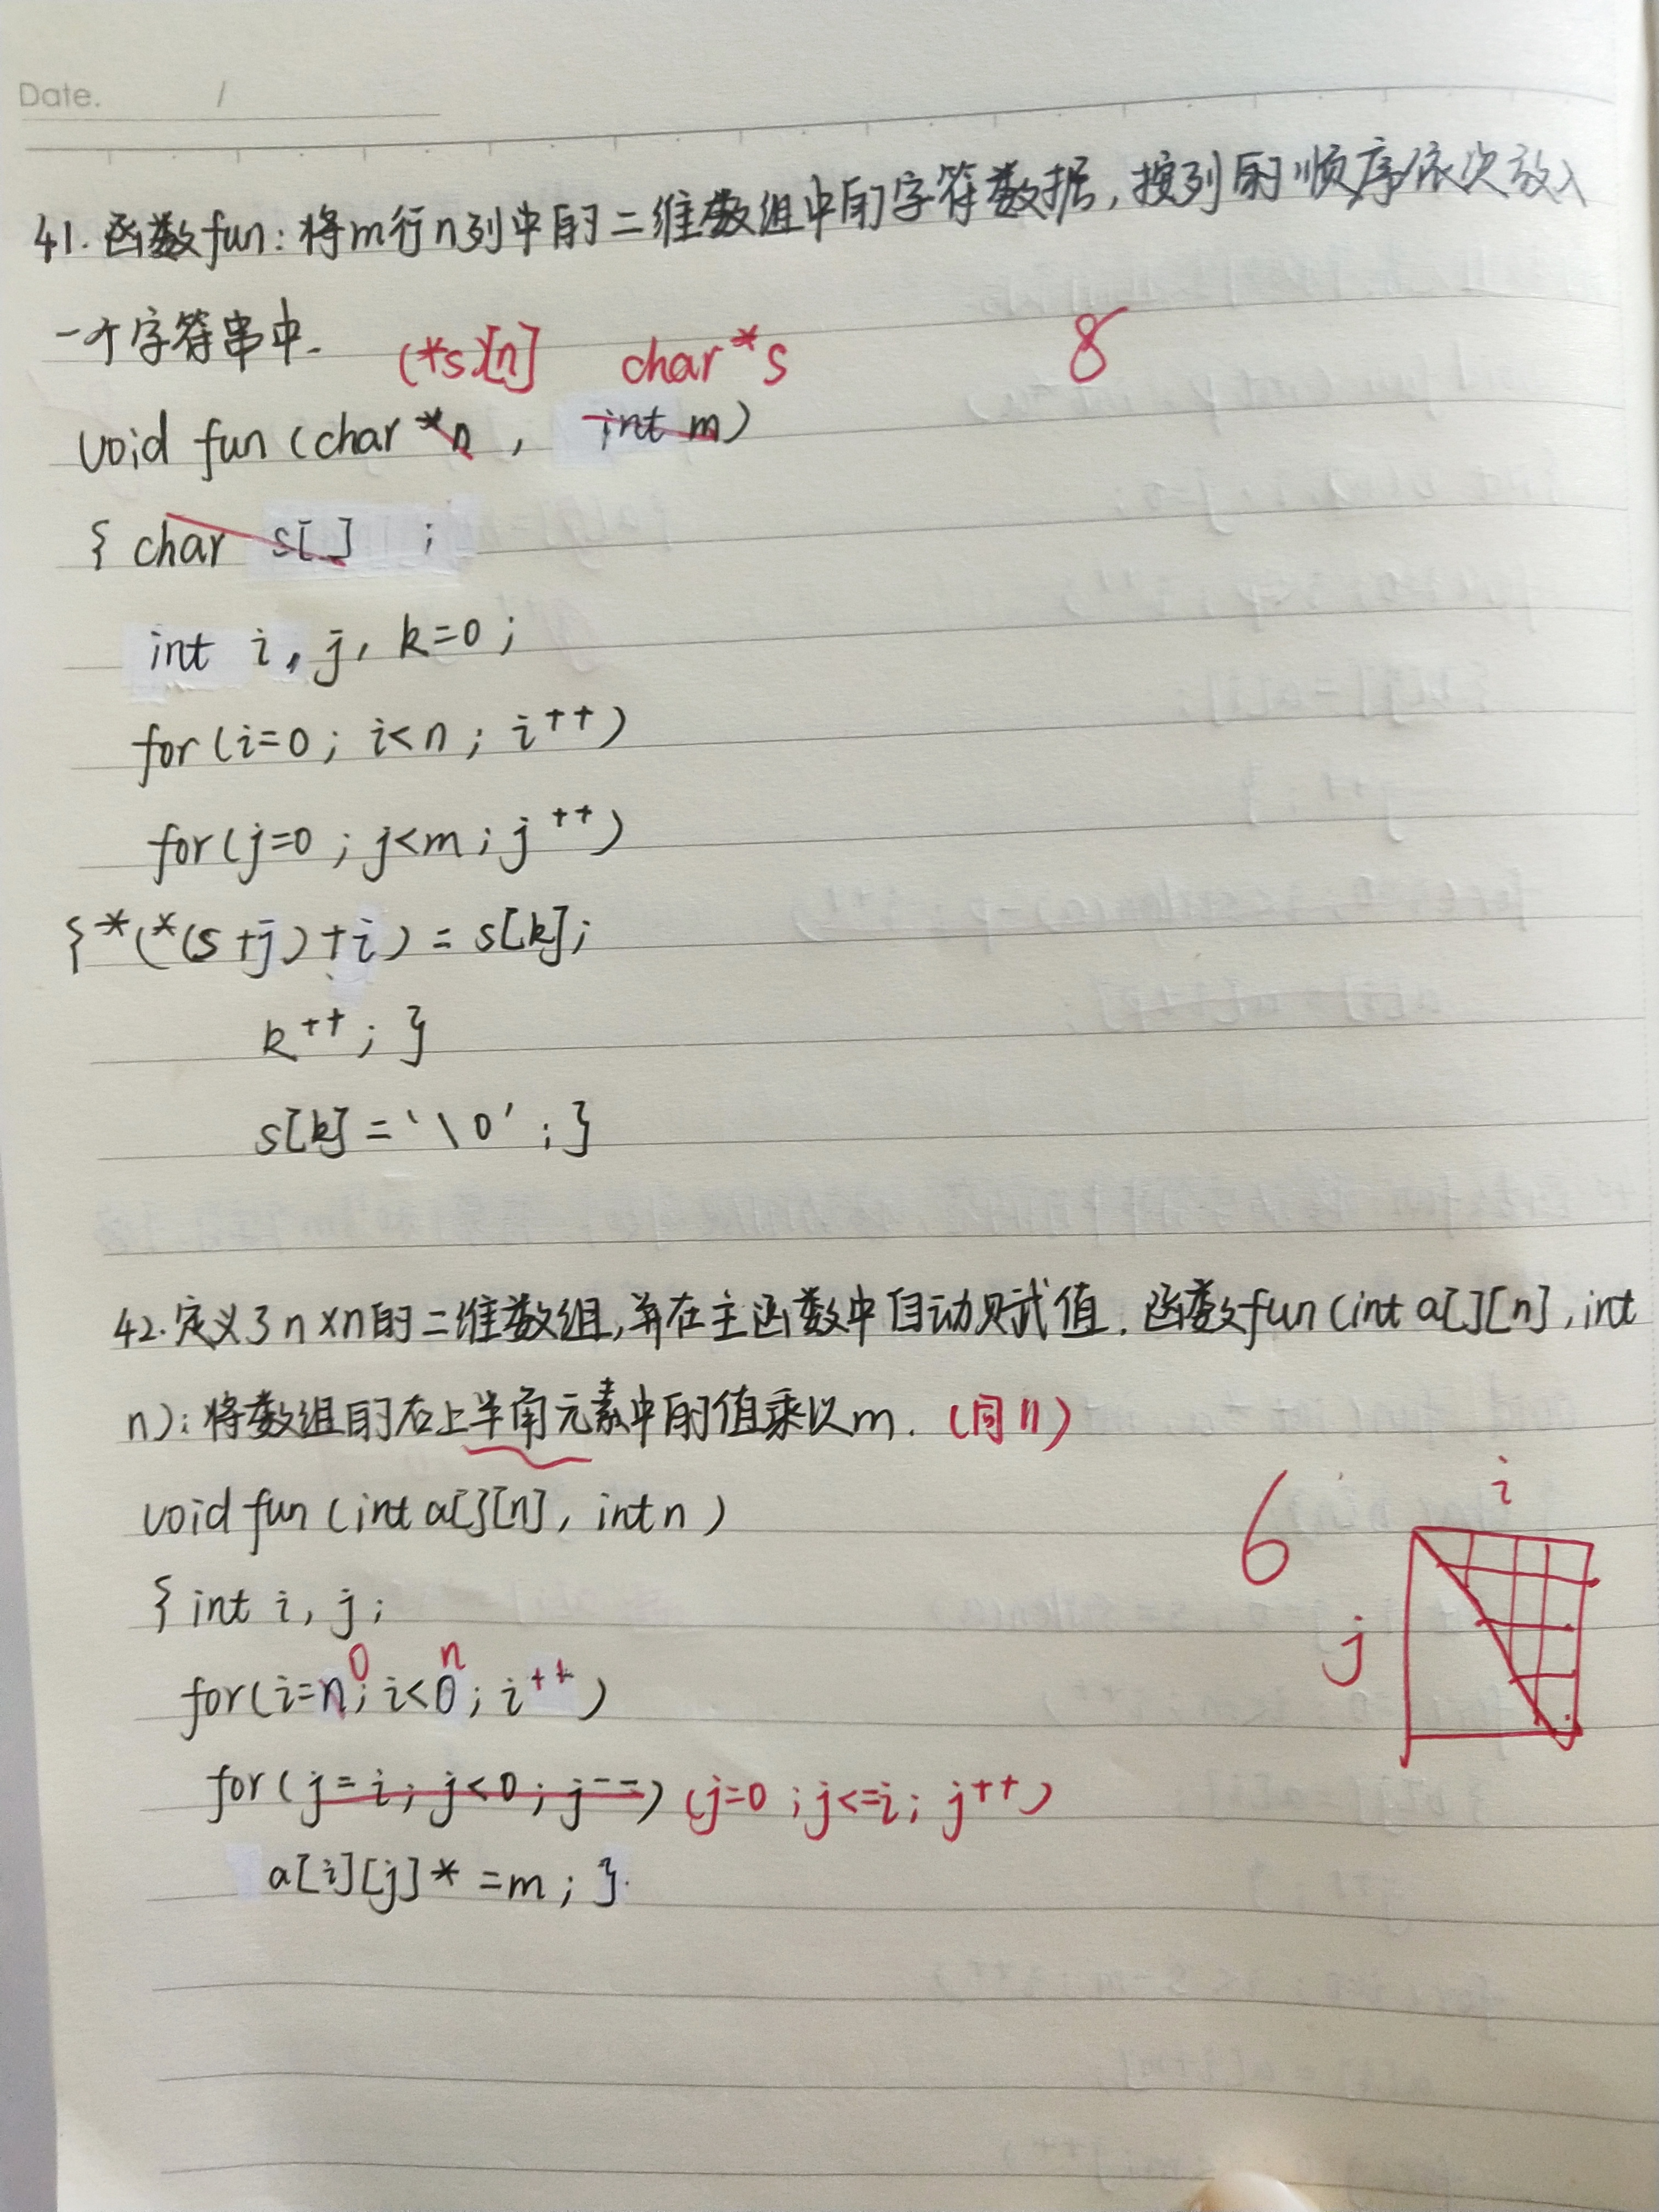 Date. /
41. 函数fun:将m行n列中的二维数组中的字符数据,按列的顺序依次放入
一个字符串中.
(*s)[n] char*s 8
void fun (char *n , int m)
{ char s[] ;
int i, j, k=0;
for(i=0; i<n; i++)
for(j=0; j<m; j++)
{*(*(s+j)+i) = s[k];
k++; }
s[k]='\0';}
42.定义了n×n的二维数组,并在主函数中自动赋值.函数fun(int a[][n],int
n):将数组的右上半角元素中的值乘以m. (同11)
void fun (int a[][n], int n)
6 i
{ int i, j;
j
0 n
for(i=n; i<0; i++)
for(j=i; j<0; j--) (j=0; j<=i; j++)
a[i][j]* =m; }